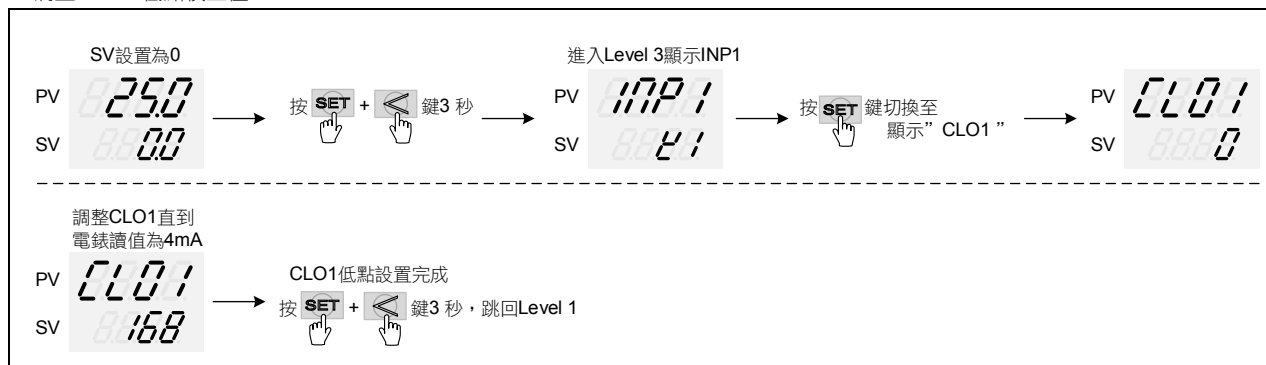 SV設置為0
PV 25.0
SV 0.0
按 SET + < 鍵3 秒
進入Level 3顯示INP1
PV INP1
SV K1
按 SET 鍵切換至
顯示” CLO1 ”
PV CLO1
SV 0
調整CLO1直到
電錶讀值為4mA
PV CLO1
SV 168
CLO1低點設置完成
按 SET + < 鍵3 秒，跳回Level 1